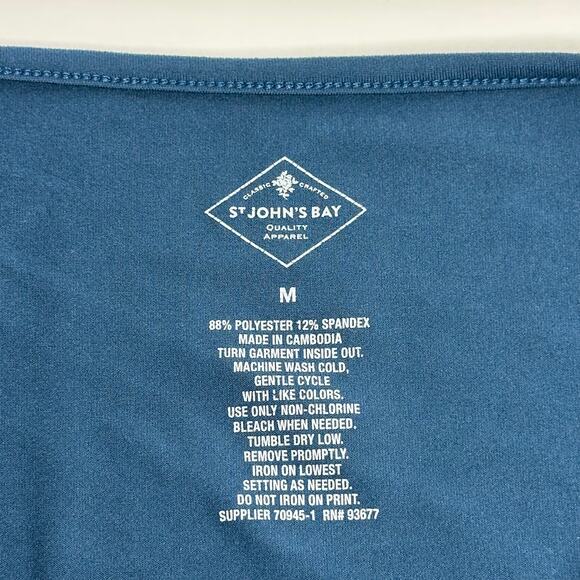 CLASSIC CRAFTED
ST JOHN'S BAY
QUALITY
APPAREL
M
88% POLYESTER 12% SPANDEX
MADE IN CAMBODIA
TURN GARMENT INSIDE OUT.
MACHINE WASH COLD,
GENTLE CYCLE
WITH LIKE COLORS.
USE ONLY NON-CHLORINE
BLEACH WHEN NEEDED.
TUMBLE DRY LOW.
REMOVE PROMPTLY.
IRON ON LOWEST
SETTING AS NEEDED.
DO NOT IRON ON PRINT.
SUPPLIER 70945-1 RN# 93677